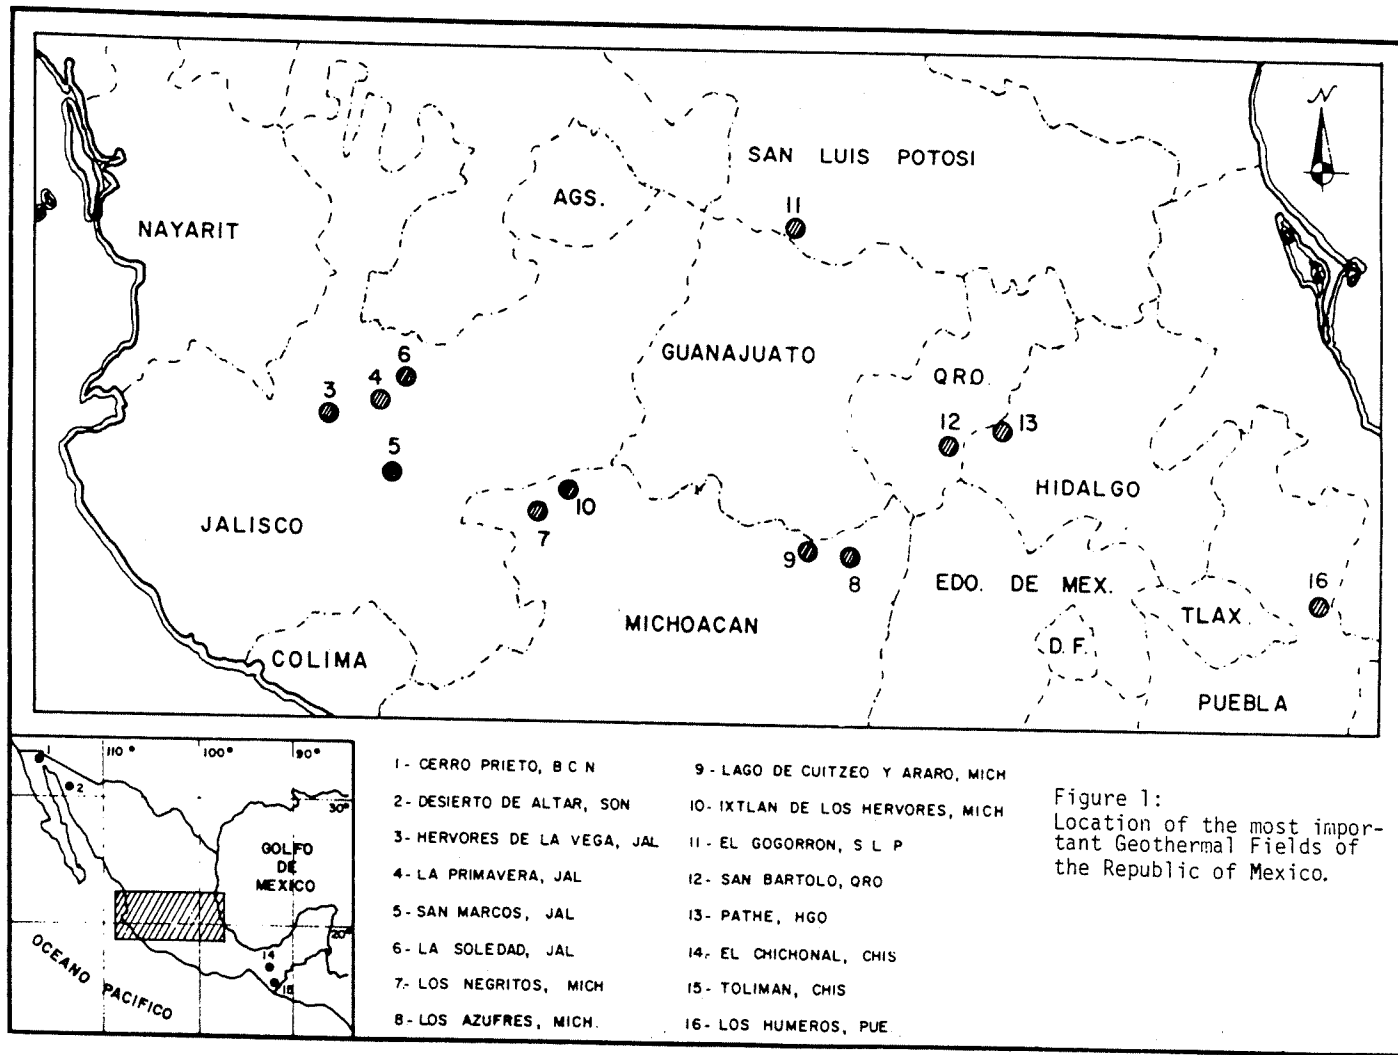 N
SAN LUIS POTOSI
AGS.
11
NAYARIT
6
GUANAJUATO
4
QRO.
3
12
13
5
10
HIDALGO
JALISCO
7
9
8
EDO. DE MEX.
16
TLAX.
MICHOACAN
D.F.
COLIMA
PUEBLA
1
110°
100°
90°
2
30°
GOLFO
DE
MEXICO
20°
OCEANO PACIFICO
14
15
1- CERRO PRIETO, B C N
2- DESIERTO DE ALTAR, SON
3- HERVORES DE LA VEGA, JAL
4- LA PRIMAVERA, JAL
5- SAN MARCOS, JAL
6- LA SOLEDAD, JAL
7- LOS NEGRITOS, MICH
8- LOS AZUFRES, MICH.
9- LAGO DE CUITZEO Y ARARO, MICH
10- IXTLAN DE LOS HERVORES, MICH
11- EL GOGORRON, S L P
12- SAN BARTOLO, QRO
13- PATHE, HGO
14- EL CHICHONAL, CHIS
15- TOLIMAN, CHIS
16- LOS HUMEROS, PUE.
Figure 1:
Location of the most impor-
tant Geothermal Fields of
the Republic of Mexico.